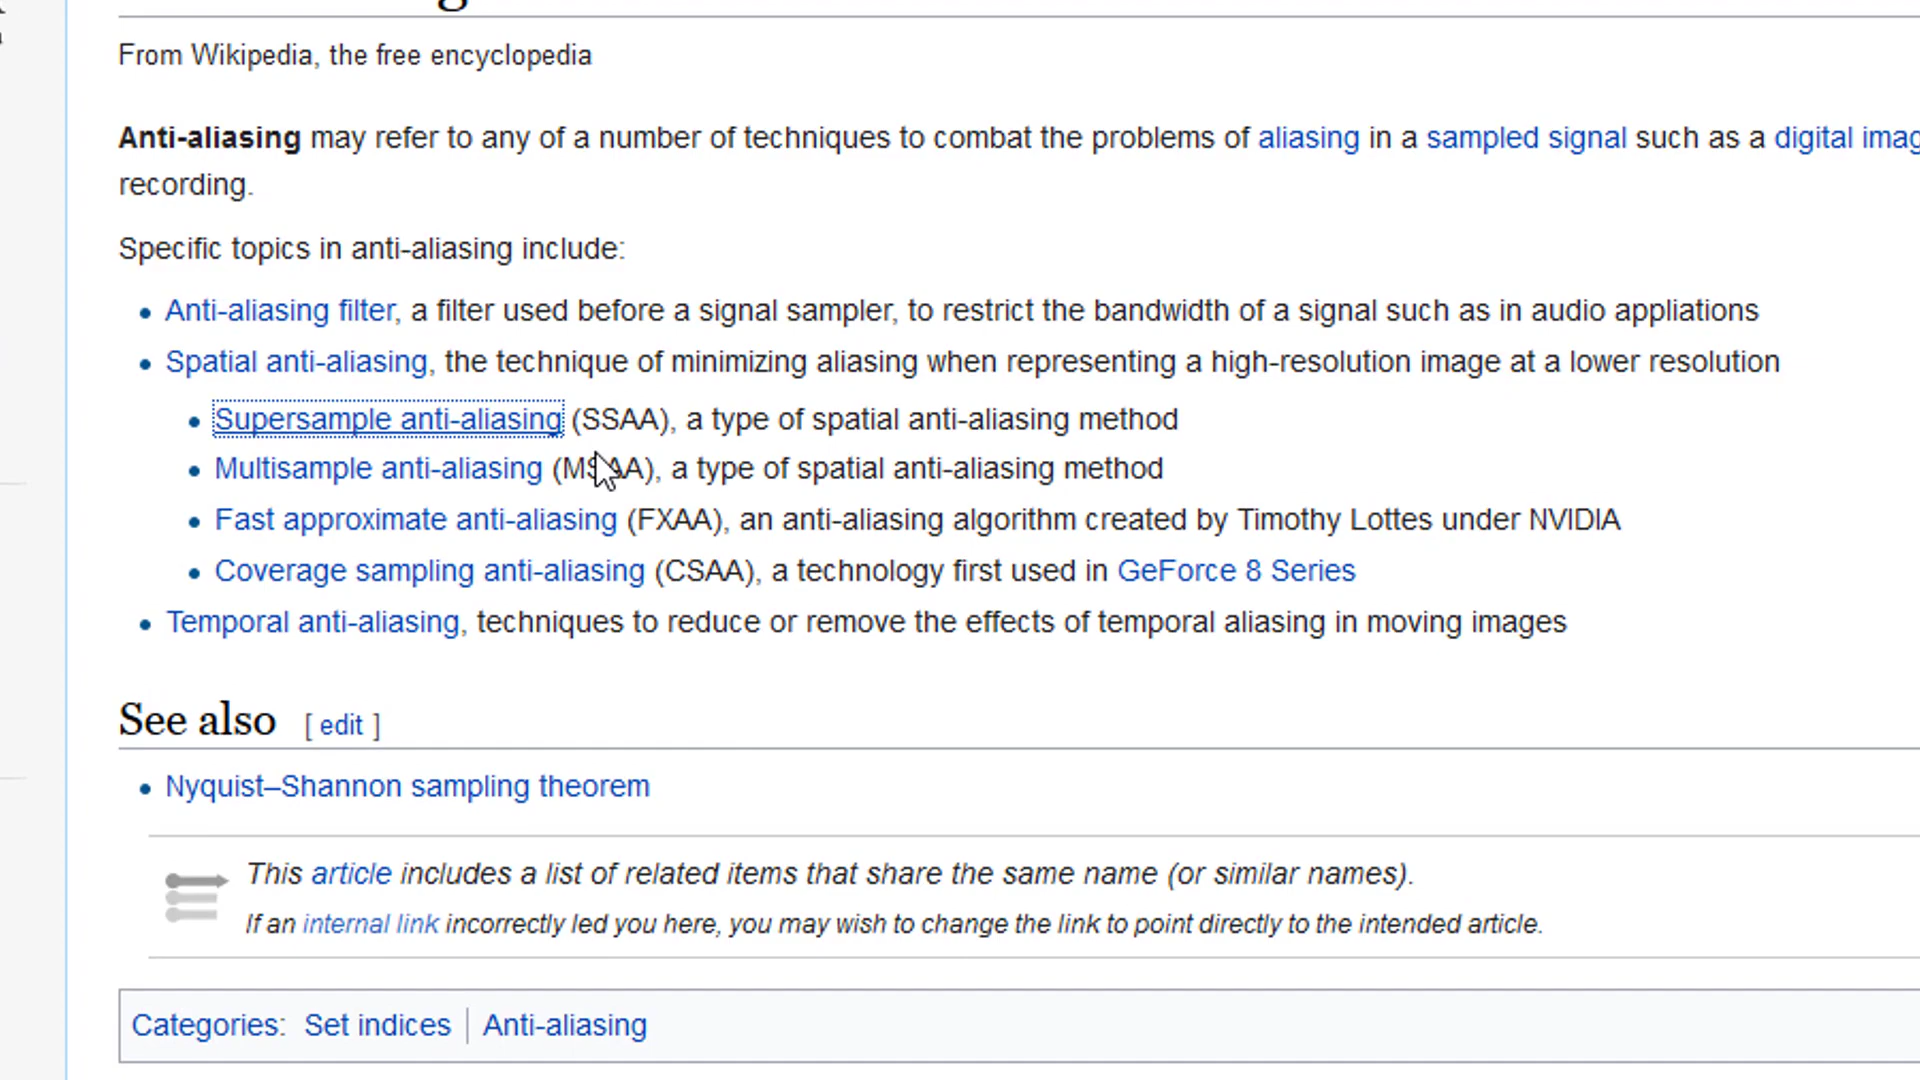 From Wikipedia, the free encyclopedia
Anti-aliasing may refer to any of a number of techniques to combat the problems of aliasing in a sampled signal such as a digital
recording.
Specific topics in anti-aliasing include:
Anti-aliasing filter, a filter used before a signal sampler, to restrict the bandwidth of a signal such as in audio appliations
Spatial anti-aliasing, the technique of minimizing aliasing when representing a high-resolution image at a lower resolution
Supersample anti-aliasing (SSAA), a type of spatial anti-aliasing method
Multisample anti-aliasing (MSAA), a type of spatial anti-aliasing method
Fast approximate anti-aliasing (FXAA), an anti-aliasing algorithm created by Timothy Lottes under NVIDIA
Coverage sampling anti-aliasing (CSAA), a technology first used in GeForce 8 Series
Temporal anti-aliasing, techniques to reduce or remove the effects of temporal aliasing in moving images
See also [ edit ]
Nyquist–Shannon sampling theorem
This article includes a list of related items that share the same name (or similar names).
If an internal link incorrectly led you here, you may wish to change the link to point directly to the intended article.
Categories: Set indices | Anti-aliasing